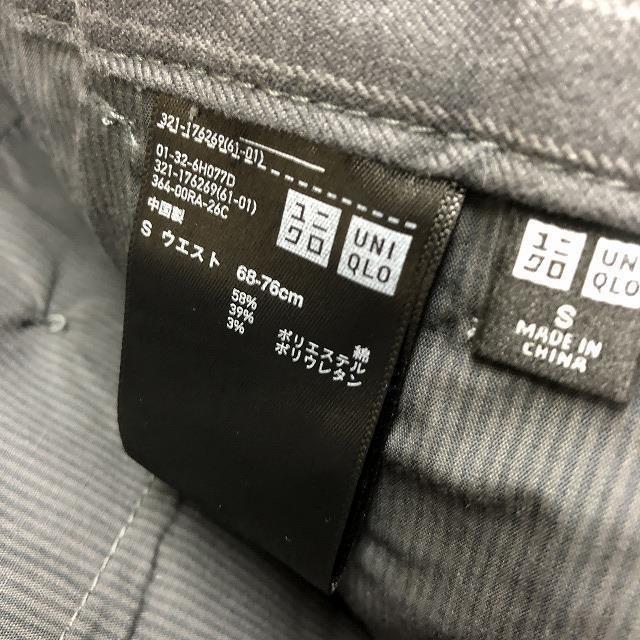 321-176269(61-01)
01-32-6H077D
321-176269(61-01)
364-00RA-26C
中国製
S ウエスト 68-76cm
58% 綿
39% ポリエステル
3% ポリウレタン
ユニ
クロ
UNI
QLO
ユニ
クロ
UNI
QLO
S
MADE IN
CHINA